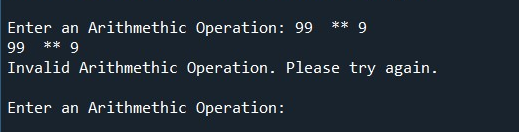 Enter an Arithmethic Operation: 99  ** 9
99  ** 9
Invalid Arithmethic Operation. Please try again.
Enter an Arithmethic Operation: